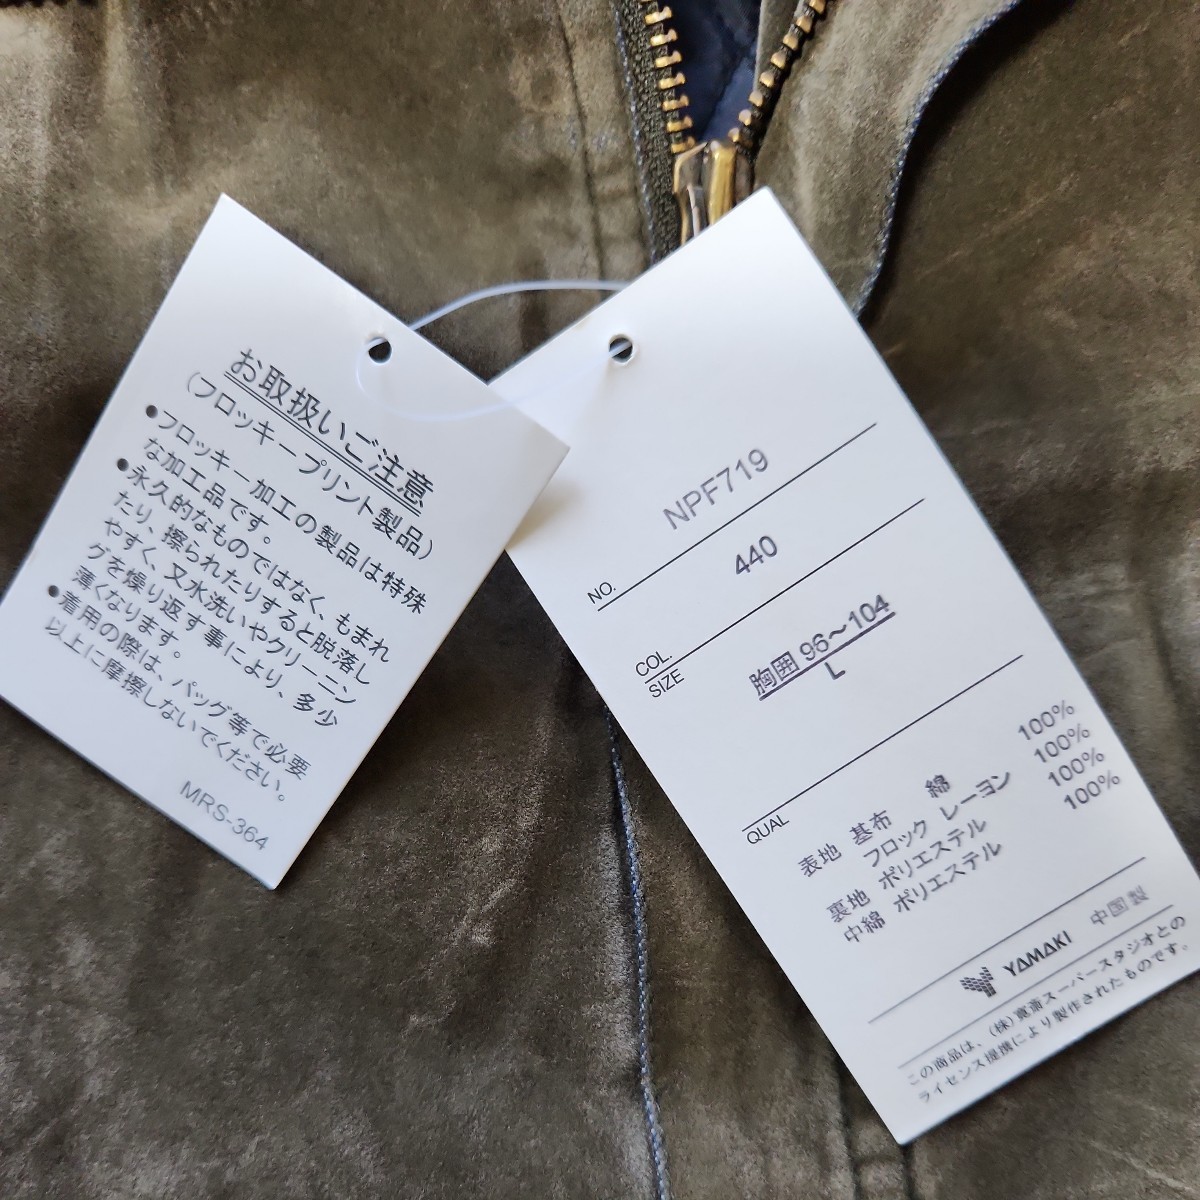 お取扱いご注意
(フロッキープリント製品)
●フロッキー加工の製品は特殊
な加工品です。
●永久的なものではなく、もまれ
たり、擦られたりすると脱落し
やすく、又水洗いやクリーニン
グを繰り返す事により、多少
薄くなります。
●着用の際は、バッグ等で必要
以上に摩擦しないでください。
MRS-364
NO. NPF719
COL. 440
SIZE 胸囲 96〜104
L
QUAL
表地 基布 綿 100%
フロック レーヨン 100%
裏地 ポリエステル 100%
中綿 ポリエステル 100%
YAMAKI 中国製
この商品は、(株)寛斎スーパースタジオとの
ライセンス提携により製作されたものです。